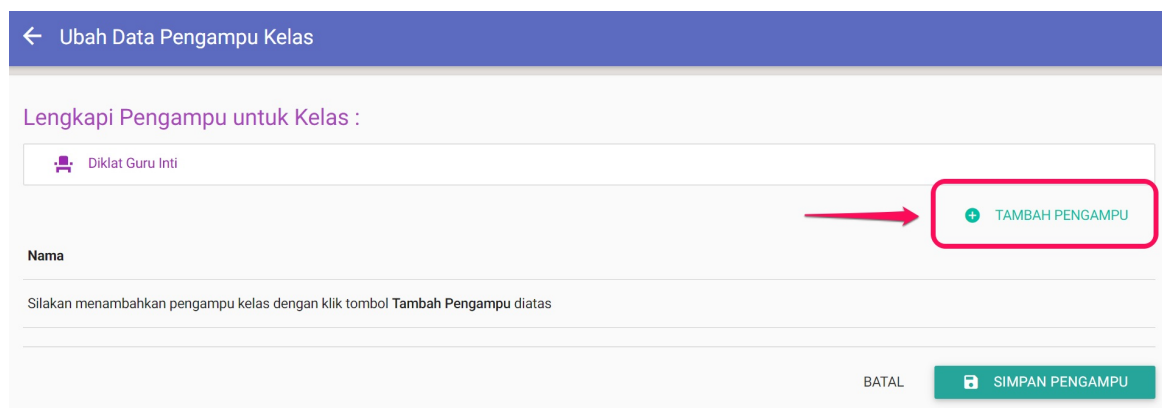 Ubah Data Pengampu Kelas
Lengkapi Pengampu untuk Kelas :
Diklat Guru Inti
TAMBAH PENGAMPU
Nama
Silakan menambahkan pengampu kelas dengan klik tombol Tambah Pengampu diatas
BATAL SIMPAN PENGAMPU